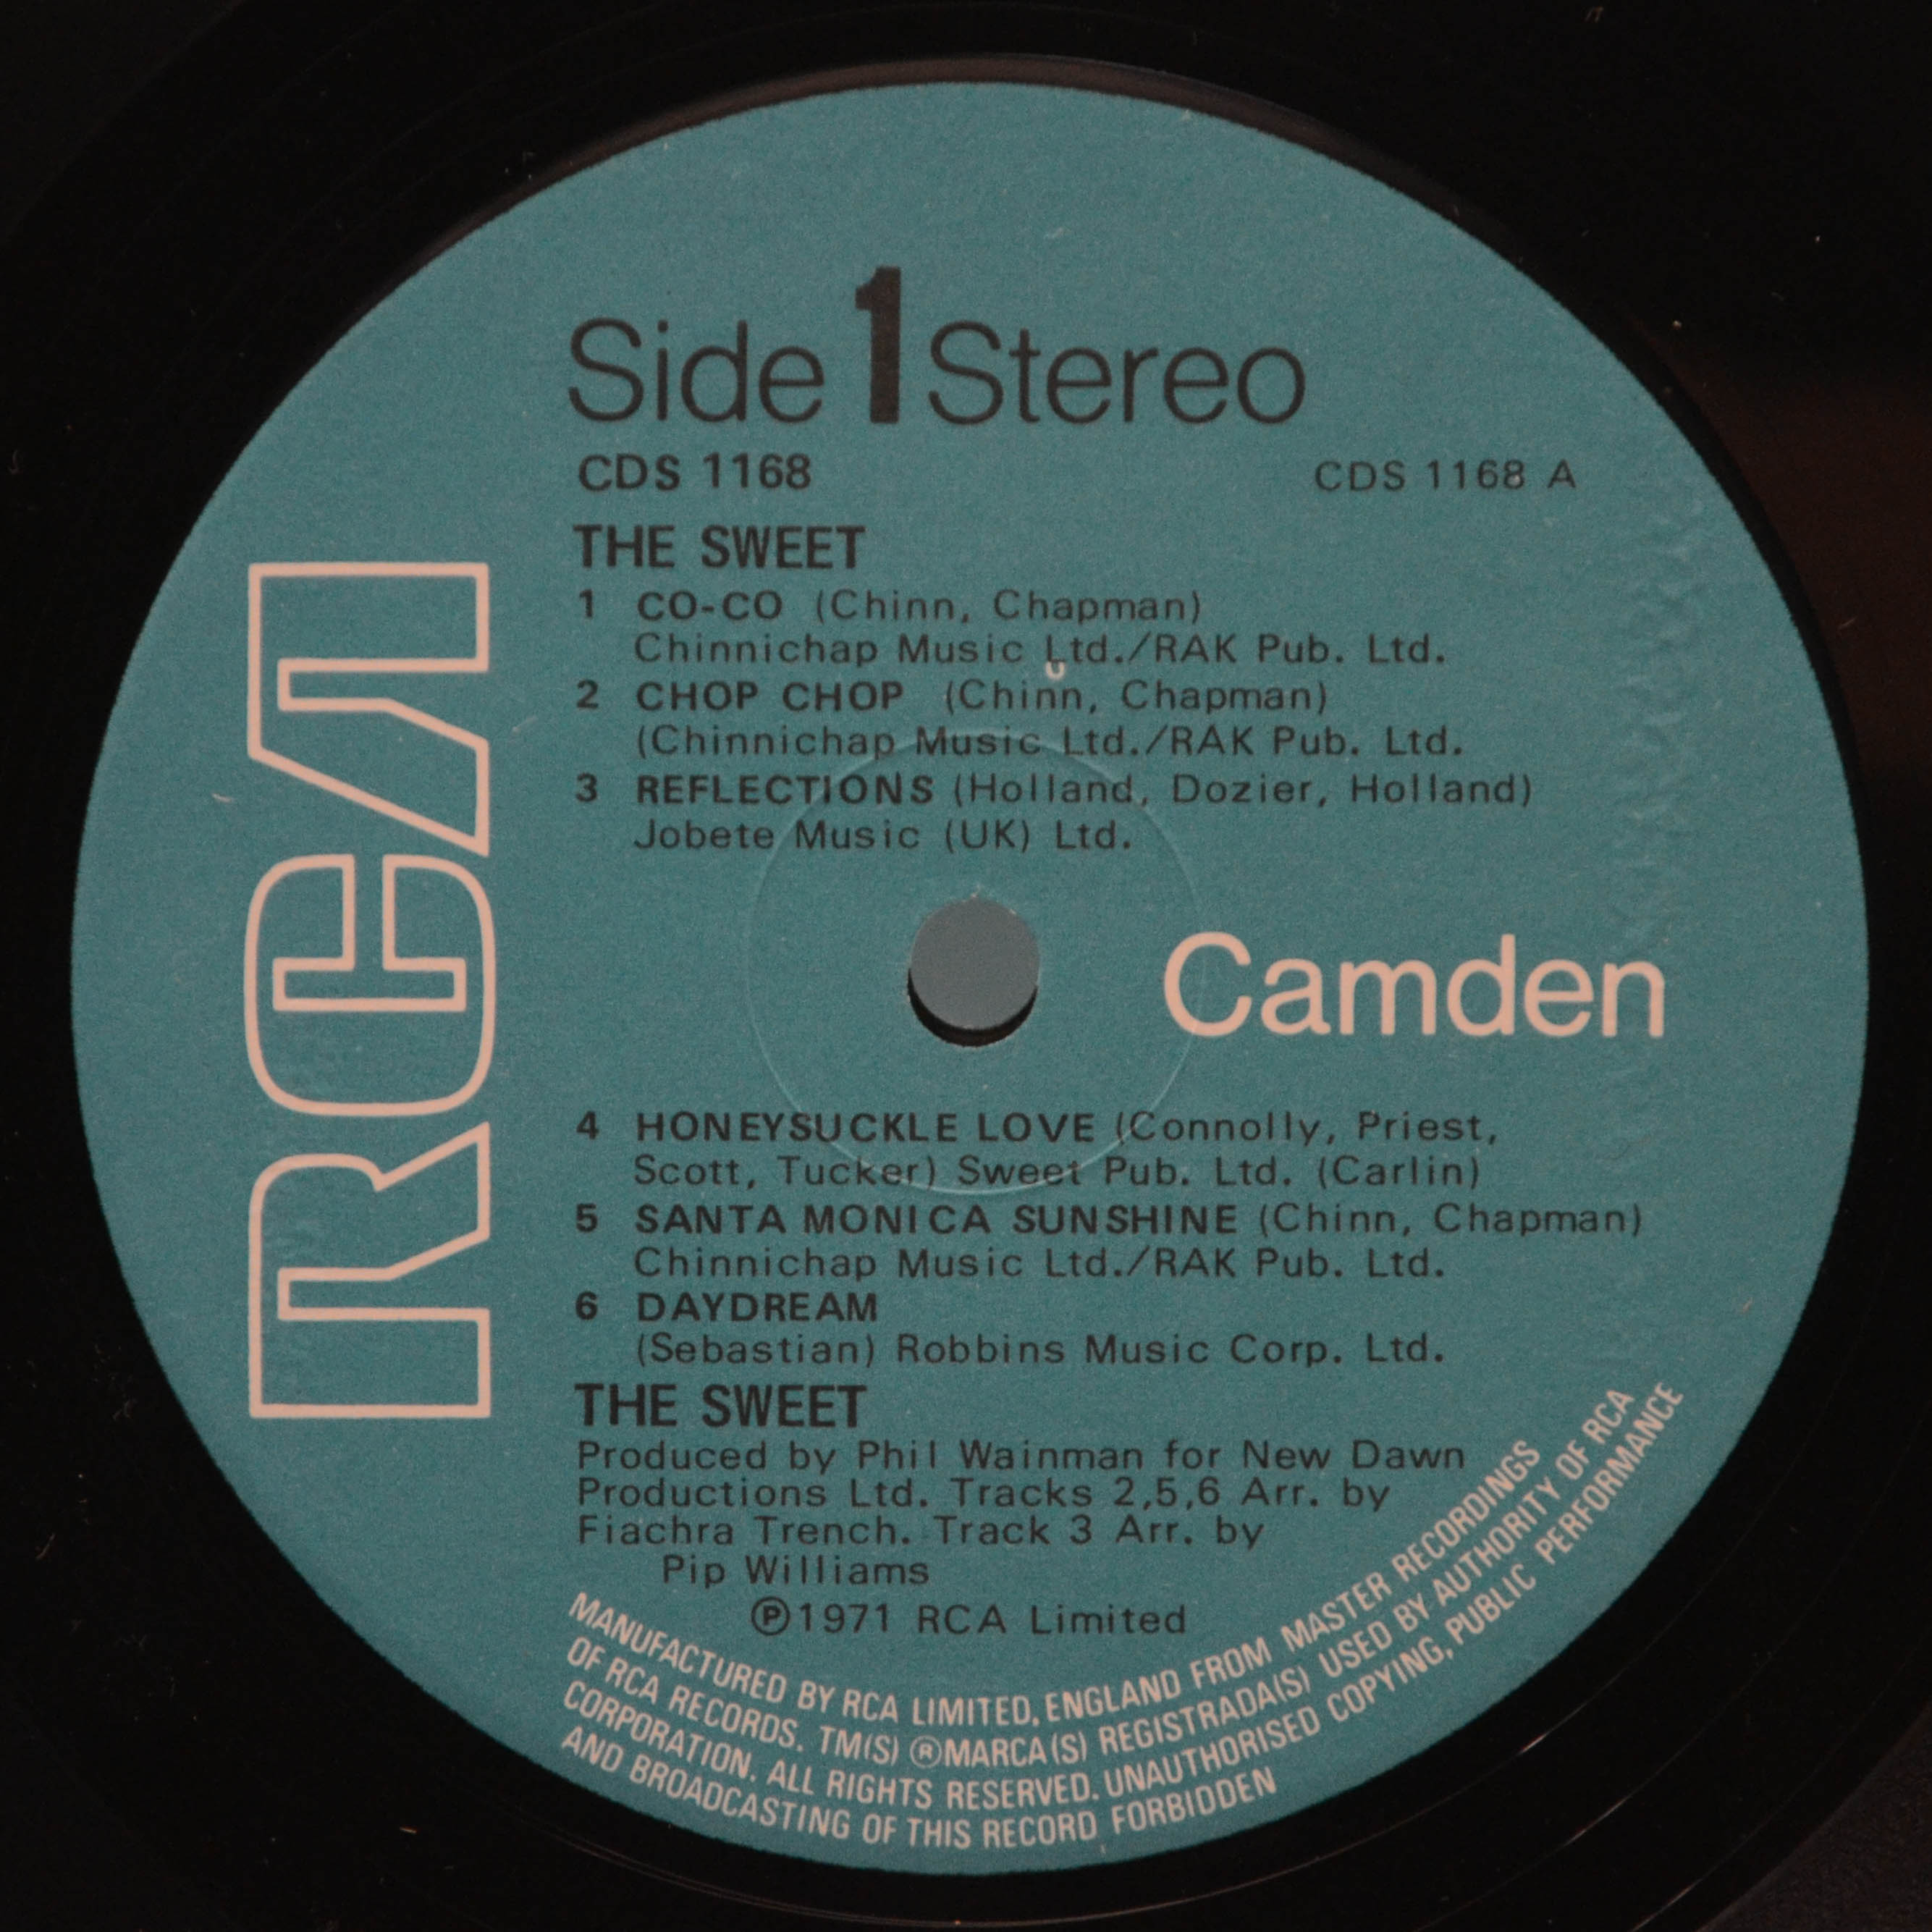 Side 1 Stereo
CDS 1168 CDS 1168 A
THE SWEET
1 CO-CO (Chinn, Chapman)
Chinnichap Music Ltd./RAK Pub. Ltd.
2 CHOP CHOP (Chinn, Chapman)
(Chinnichap Music Ltd./RAK Pub. Ltd.
3 REFLECTIONS (Holland, Dozier, Holland)
Jobete Music (UK) Ltd.
RCA
Camden
4 HONEYSUCKLE LOVE (Connolly, Priest,
Scott, Tucker) Sweet Pub. Ltd. (Carlin)
5 SANTA MONICA SUNSHINE (Chinn, Chapman)
Chinnichap Music Ltd./RAK Pub. Ltd.
6 DAYDREAM
(Sebastian) Robbins Music Corp. Ltd.
THE SWEET
Produced by Phil Wainman for New Dawn
Productions Ltd. Tracks 2,5,6 Arr. by
Fiachra Trench. Track 3 Arr. by
Pip Williams
℗1971 RCA Limited
MANUFACTURED BY RCA LIMITED, ENGLAND FROM MASTER RECORDINGS
OF RCA RECORDS. TM(S) ®MARCA(S) REGISTRADA(S) USED BY AUTHORITY OF RCA
CORPORATION. ALL RIGHTS RESERVED. UNAUTHORISED COPYING, PUBLIC PERFORMANCE
AND BROADCASTING OF THIS RECORD FORBIDDEN